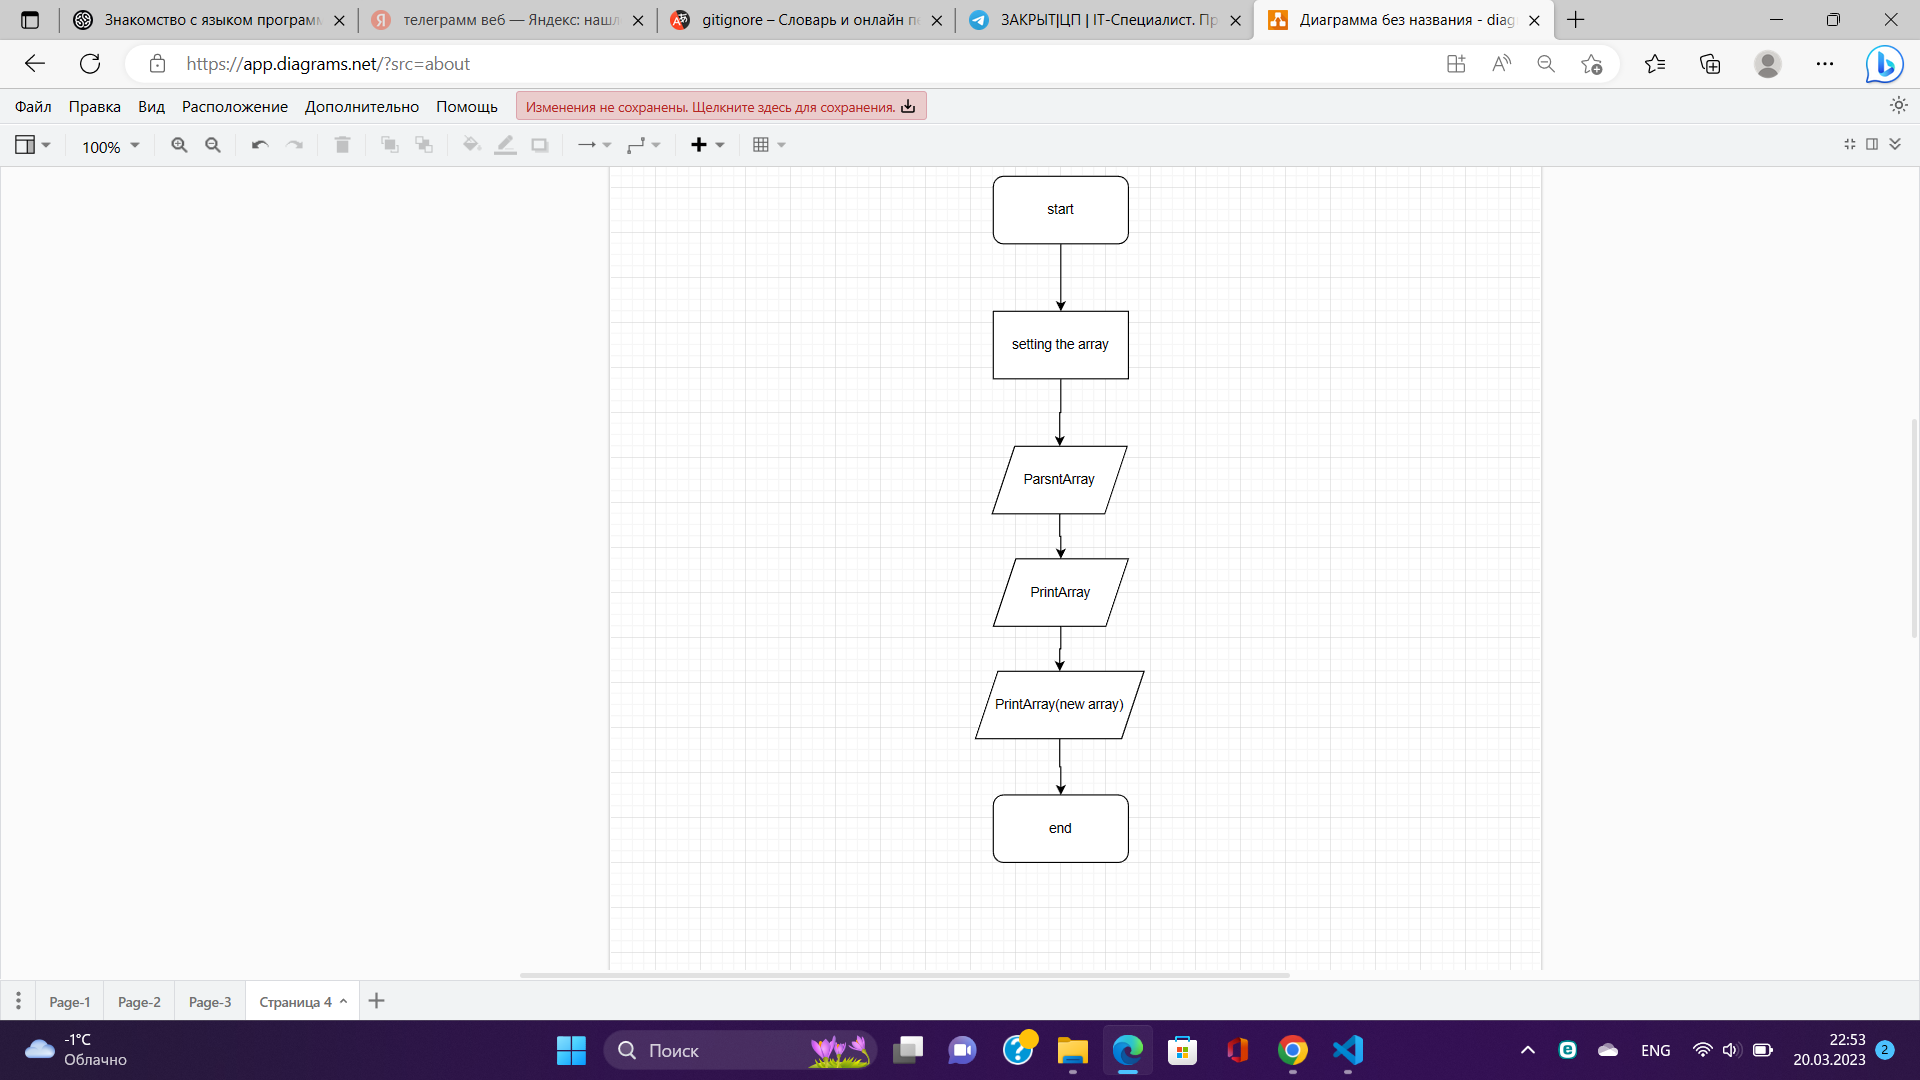 Знакомство с языком программ
телеграмм веб — Яндекс: нашл
gitignore – Словарь и онлайн п
ЗАКРЫТ|ЦП | IT-Специалист. Пр
Диаграмма без названия - diag
https://app.diagrams.net/?src=about
Файл Правка Вид Расположение Дополнительно Помощь Изменения не сохранены. Щелкните здесь для сохранения.
100%
start
setting the array
ParsntArray
PrintArray
PrintArray(new array)
end
Page-1 Page-2 Page-3 Страница 4
-1°C
Облачно
Поиск
ENG
22:53
20.03.2023
2